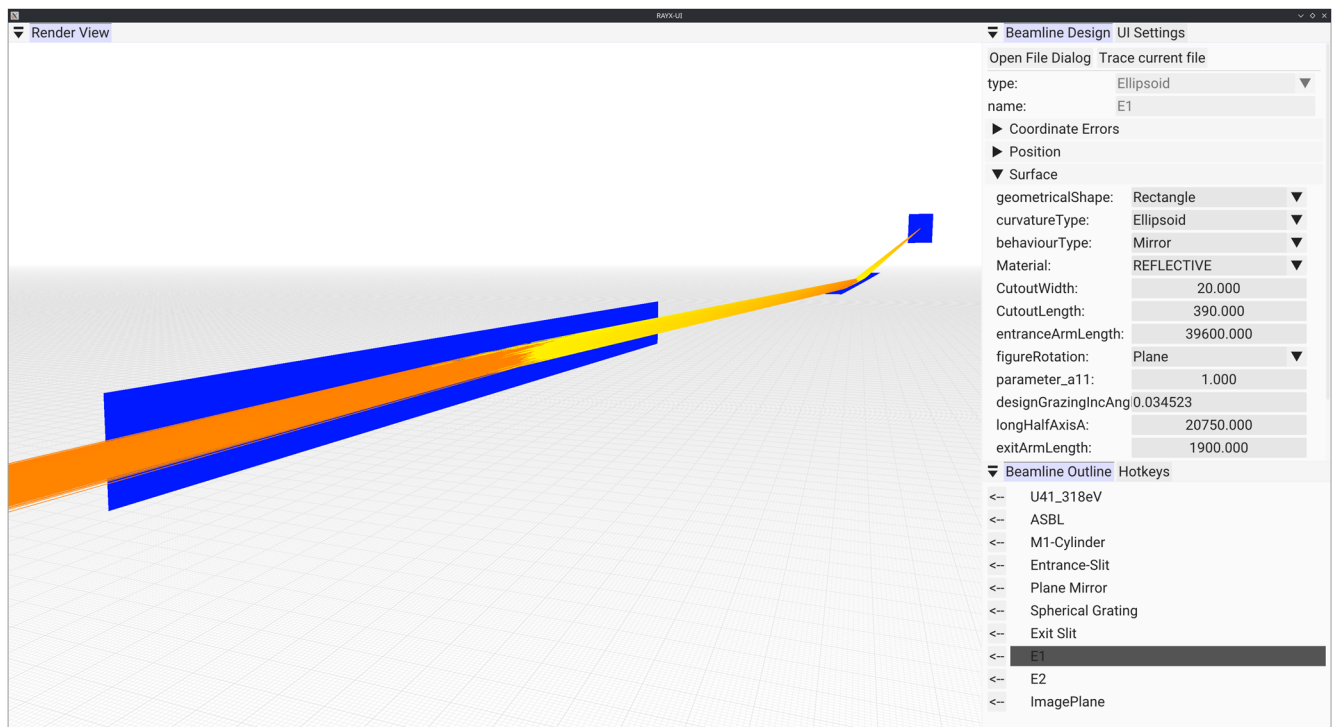 RAYX-UI
Render View
Beamline Design UI Settings
Open File Dialog Trace current file
type: Ellipsoid
name: E1
Coordinate Errors
Position
Surface
geometricalShape: Rectangle
curvatureType: Ellipsoid
behaviourType: Mirror
Material: REFLECTIVE
CutoutWidth: 20.000
CutoutLength: 390.000
entranceArmLength: 39600.000
figureRotation: Plane
parameter_a11: 1.000
designGrazingIncAng 0.034523
longHalfAxisA: 20750.000
exitArmLength: 1900.000
Beamline Outline Hotkeys
<-- U41_318eV
<-- ASBL
<-- M1-Cylinder
<-- Entrance-Slit
<-- Plane Mirror
<-- Spherical Grating
<-- Exit Slit
<-- E1
<-- E2
<-- ImagePlane